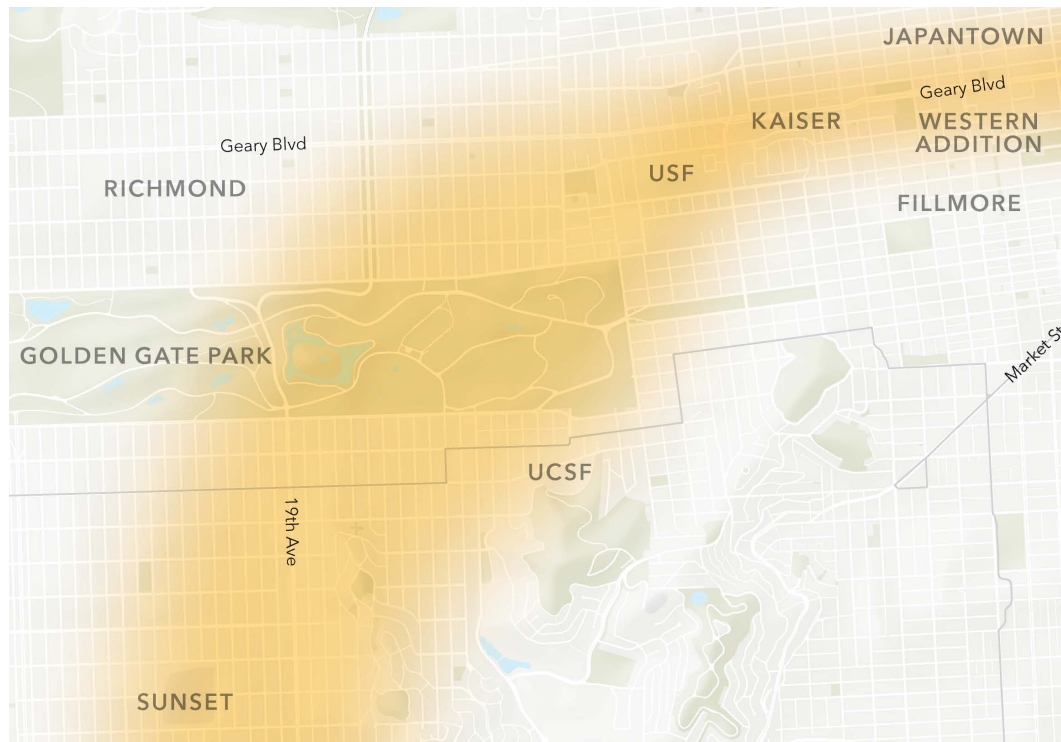 JAPANTOWN
Geary Blvd
KAISER
WESTERN
ADDITION
Geary Blvd
USF
RICHMOND
FILLMORE
GOLDEN GATE PARK
Market St
UCSF
19th Ave
SUNSET